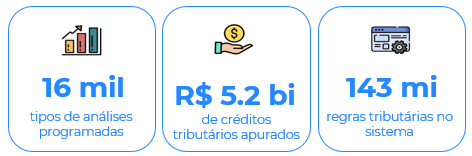 16 mil
tipos de análises
programadas
R$ 5.2 bi
de créditos
tributários apurados
143 mi
regras tributárias no
sistema